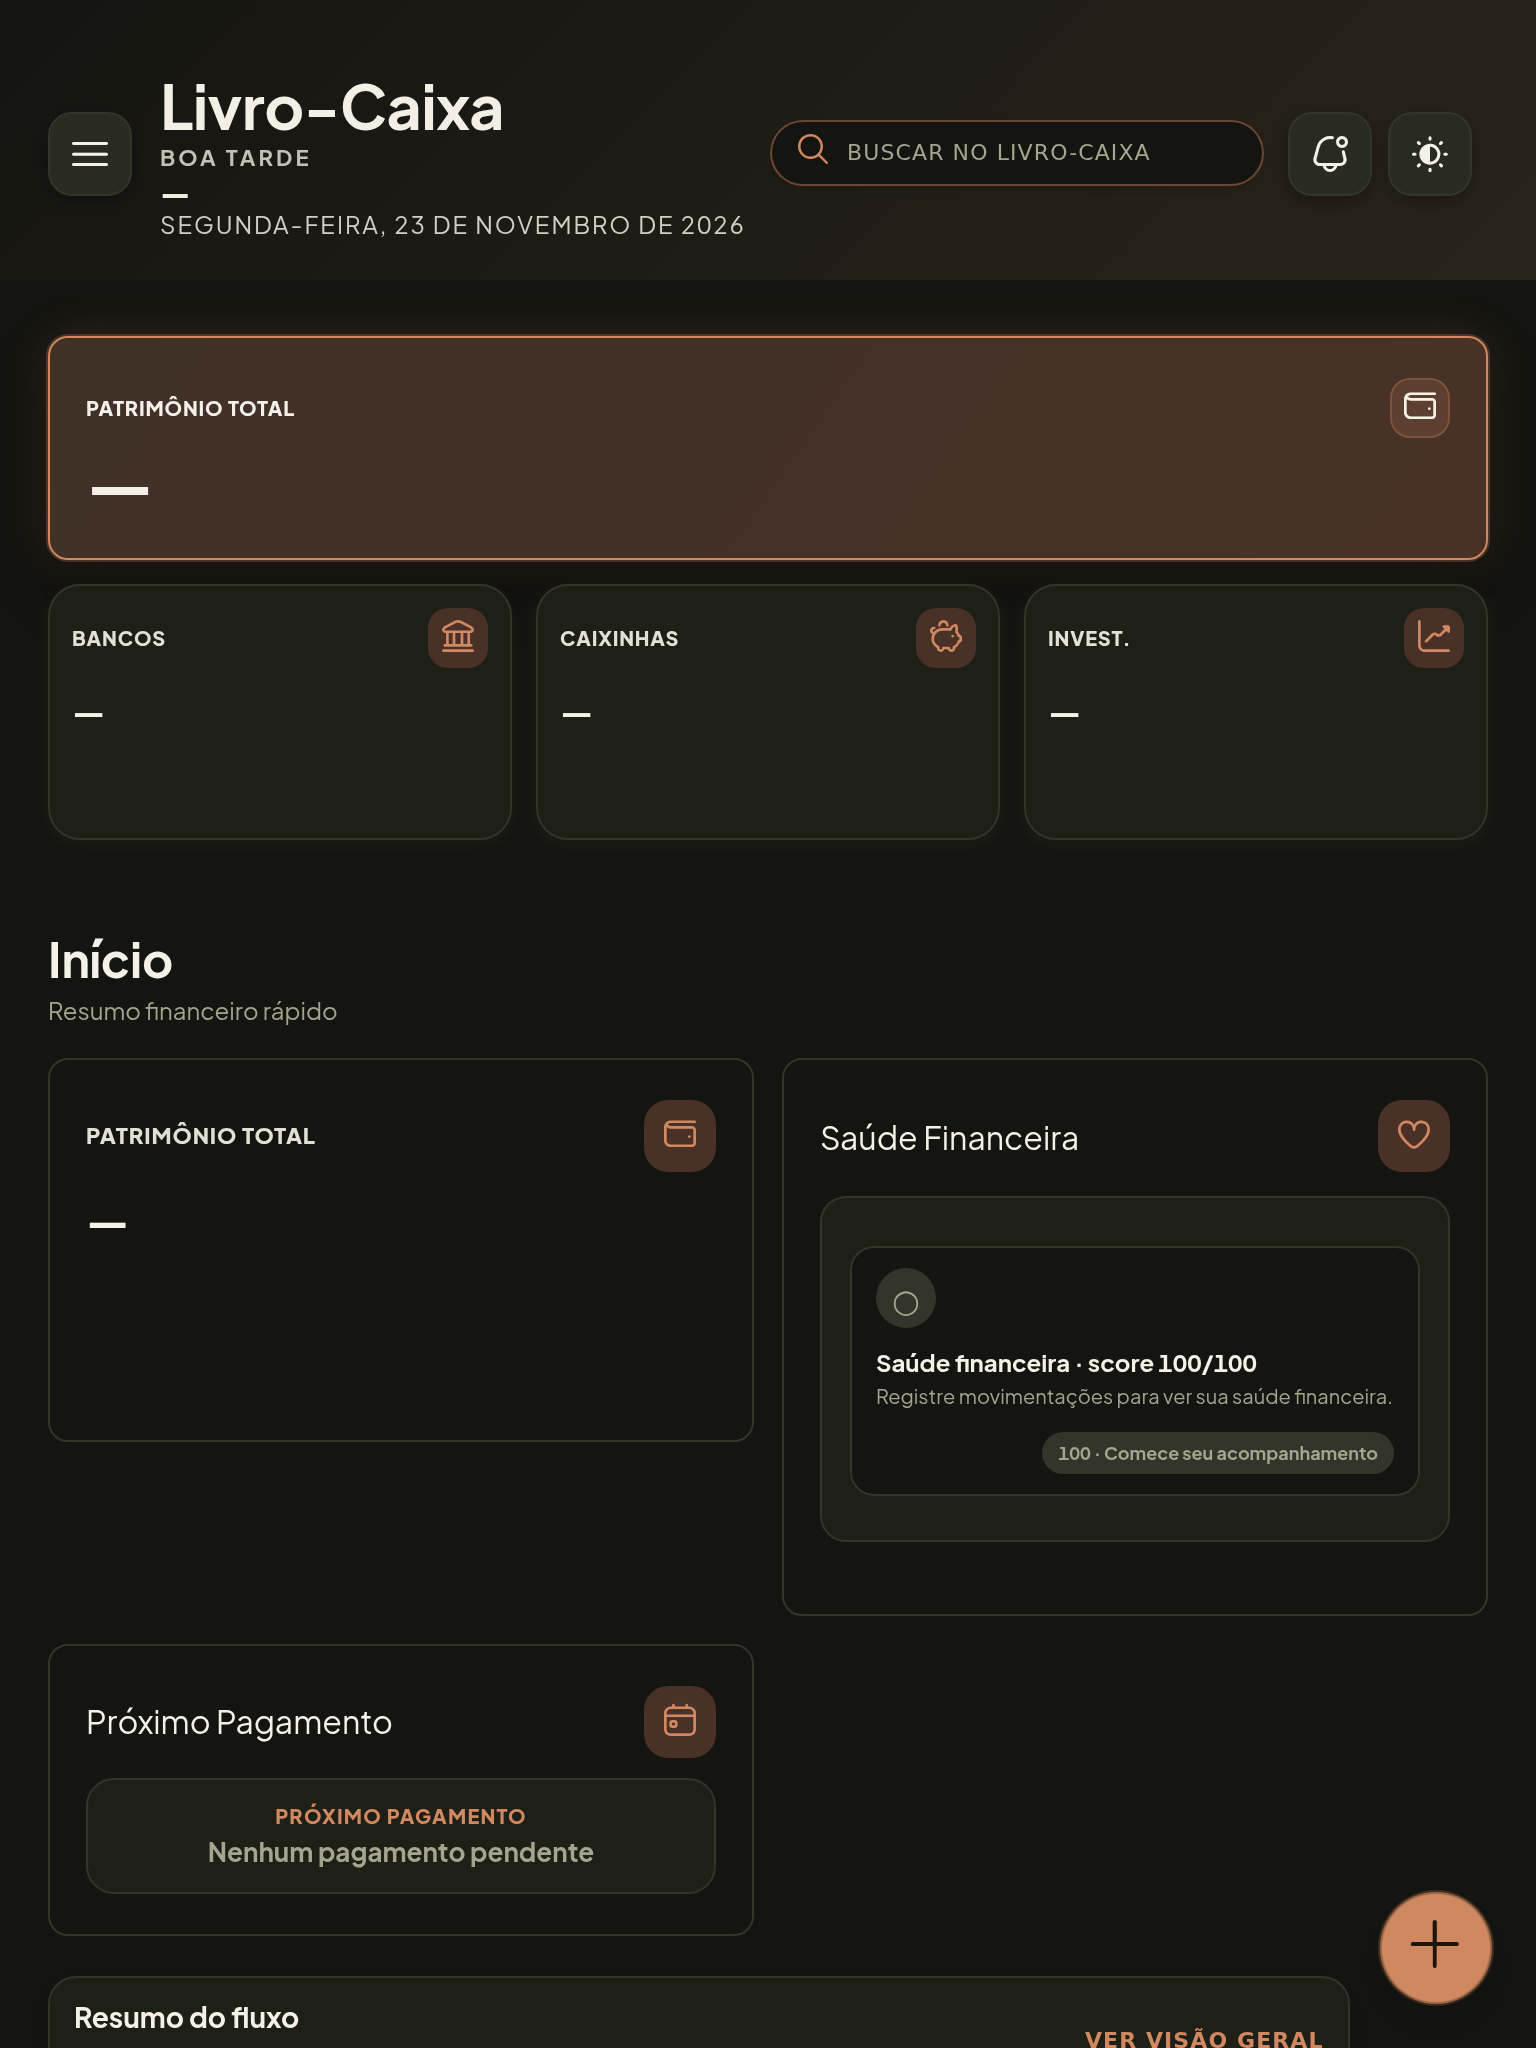 Livro-Caixa
BOA TARDE
—
SEGUNDA-FEIRA, 23 DE NOVEMBRO DE 2026
BUSCAR NO LIVRO-CAIXA
PATRIMÔNIO TOTAL
—
BANCOS
—
CAIXINHAS
—
INVEST.
—
Início
Resumo financeiro rápido
PATRIMÔNIO TOTAL
—
Saúde Financeira
Saúde financeira · score 100/100
Registre movimentações para ver sua saúde financeira.
100 · Comece seu acompanhamento
Próximo Pagamento
PRÓXIMO PAGAMENTO
Nenhum pagamento pendente
Resumo do fluxo
VER VISÃO GERAL